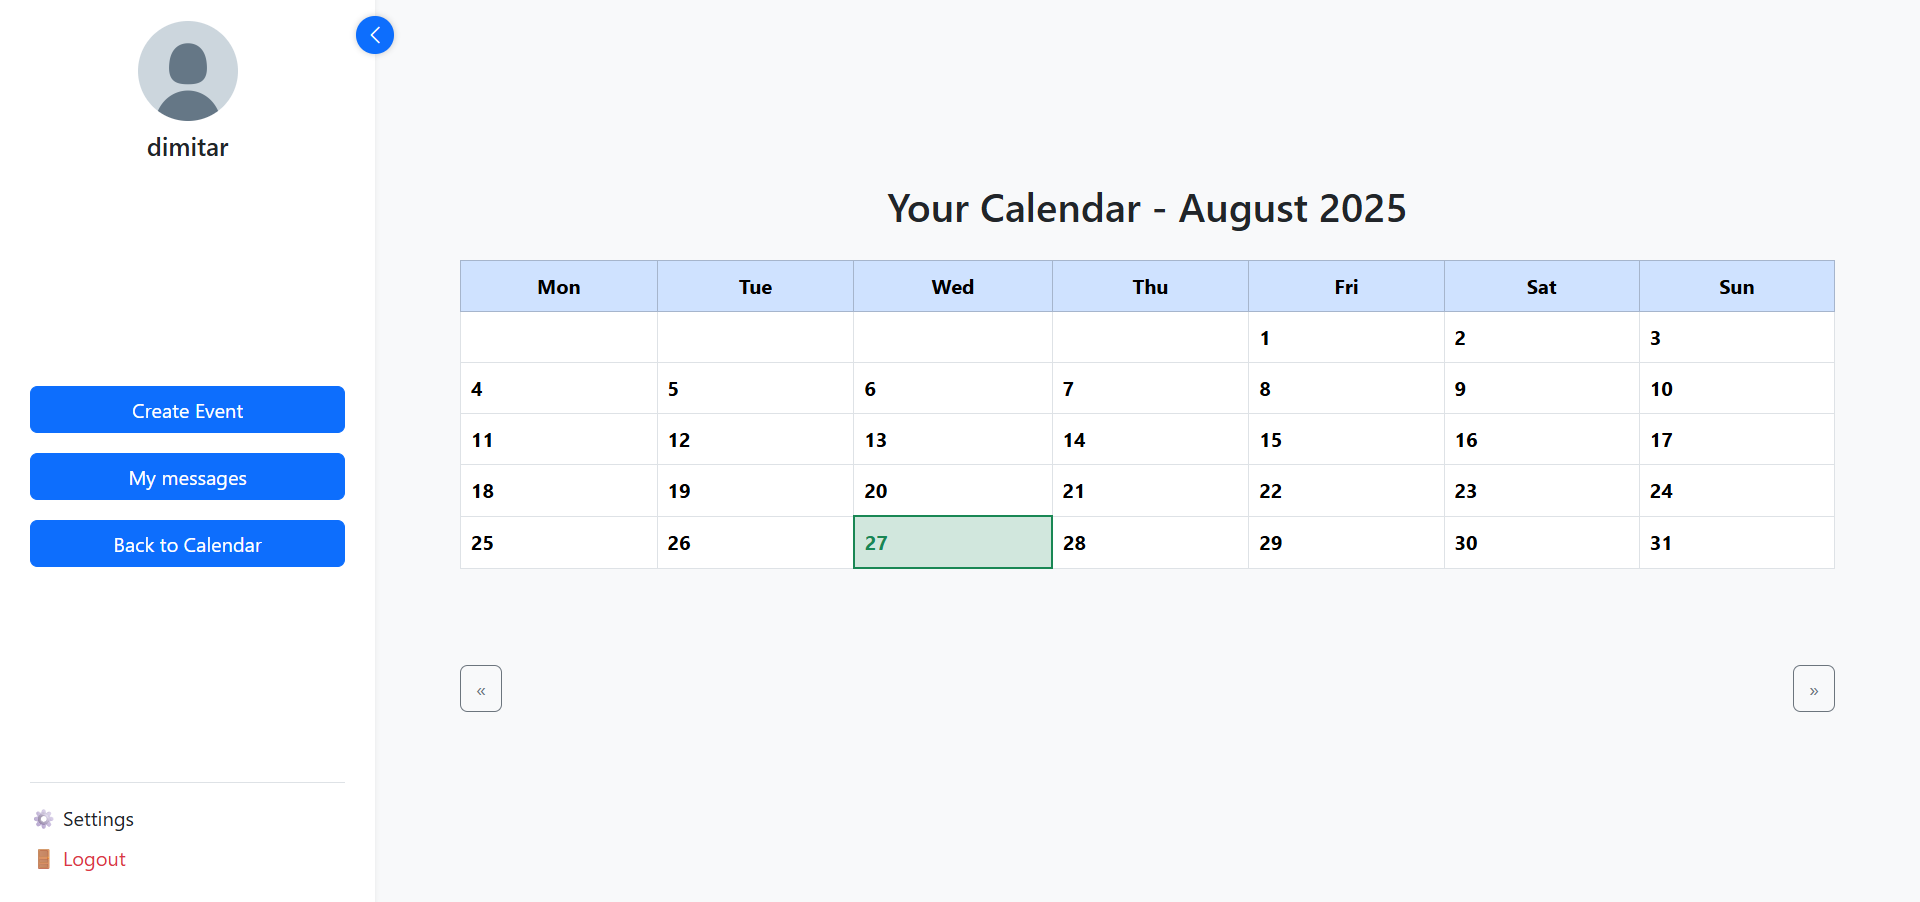 dimitar
Create Event
My messages
Back to Calendar
Settings
Logout
Your Calendar - August 2025
Mon Tue Wed Thu Fri Sat Sun
1 2 3
4 5 6 7 8 9 10
11 12 13 14 15 16 17
18 19 20 21 22 23 24
25 26 27 28 29 30 31
« »